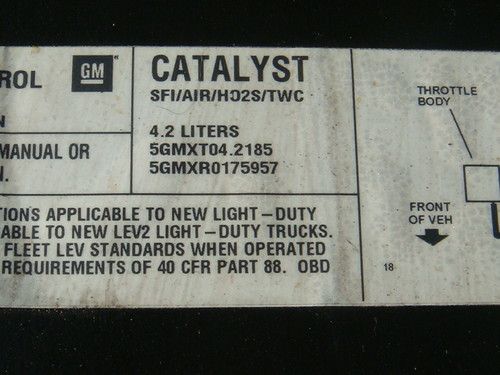 ROL
GM
N
MANUAL OR
N.
CATALYST
SFI/AIR/HO2S/TWC
4.2 LITERS
5GMXT04.2185
5GMXR0175957
TIONS APPLICABLE TO NEW LIGHT-DUTY
ABLE TO NEW LEV2 LIGHT-DUTY TRUCKS.
FLEET LEV STANDARDS WHEN OPERATED
REQUIREMENTS OF 40 CFR PART 88. OBD
THROTTLE
BODY
FRONT
OF VEH
18